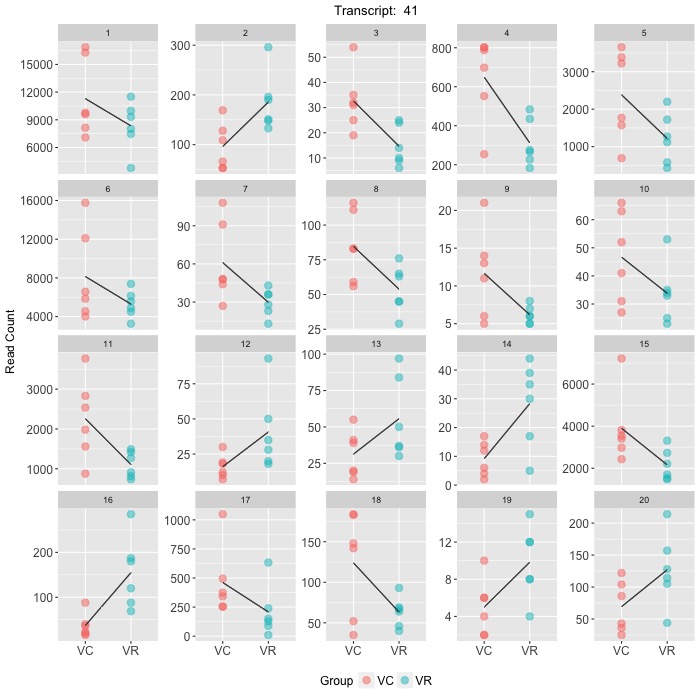 Transcript: 41
1 2 3 4 5
15000 12000 9000 6000
300 200 100
50 40 30 20 10
800 600 400 200
3000 2000 1000
6 7 8 9 10
16000 12000 8000 4000
90 60 30
100 75 50 25
20 15 10 5
60 50 40 30
Read Count
11 12 13 14 15
3000 2000 1000
75 50 25
100 75 50 25
40 30 20 10 0
6000 4000 2000
16 17 18 19 20
200 100
1000 750 500 250 0
150 100 50
12 8 4
200 150 100 50
VC VR VC VR VC VR VC VR VC VR
Group VC VR